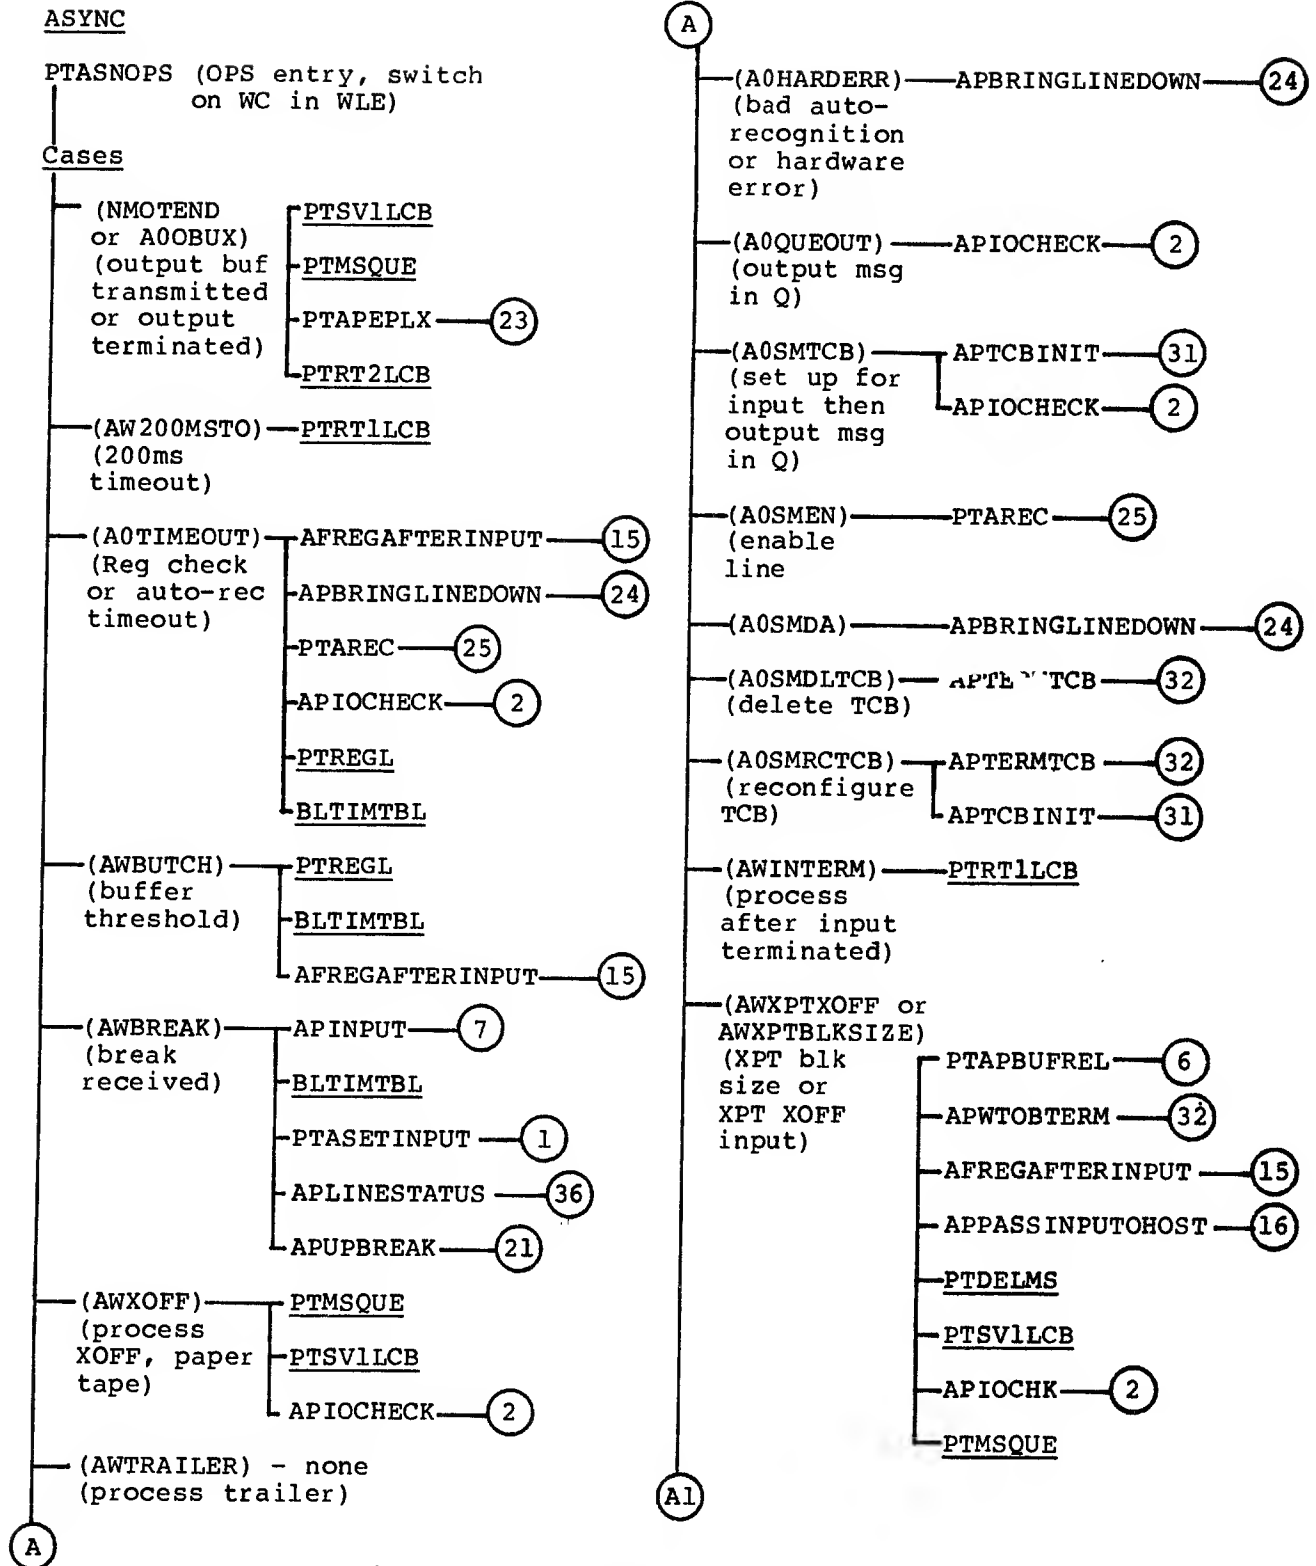 ASYNC
PTASNOPS (OPS entry, switch
on WC in WLE)
Cases
(NMOTEND
or A0OBUX)
(output buf
transmitted
or output
terminated)
PTSV1LCB
PTMSQUE
PTAPEPLX 23
PTRT2LCB
(AW200MSTO) PTRT1LCB
(200ms
timeout)
(A0TIMEOUT) AFREGAFTERINPUT 15
(Reg check
or auto-rec
timeout)
APBRINGLINEDOWN 24
PTAREC 25
APIOCHECK 2
PTREGL
BLTIMTBL
(AWBUTCH) PTREGL
(buffer
threshold)
BLTIMTBL
AFREGAFTERINPUT 15
(AWBREAK) APINPUT 7
(break
received)
BLTIMTBL
PTASETINPUT 1
APLINESTATUS 36
APUPBREAK 21
(AWXOFF) PTMSQUE
(process
XOFF, paper
tape)
PTSV1LCB
APIOCHECK 2
(AWTRAILER) - none
(process trailer)
A
A
(A0HARDERR) APBRINGLINEDOWN 24
(bad auto-
recognition
or hardware
error)
(A0QUEOUT) APIOCHECK 2
(output msg
in Q)
(A0SMTCB) APTCBINIT 31
(set up for
input then
output msg
in Q)
APIOCHECK 2
(A0SMEN) PTAREC 25
(enable
line
(A0SMDA) APBRINGLINEDOWN 24
(A0SMDLTCB) TCB 32
(delete TCB)
(A0SMRCTCB) APTERMTCB 32
(reconfigure
TCB)
APTCBINIT 31
(AWINTERM) PTRT1LCB
(process
after input
terminated)
(AWXPTXOFF or
AWXPTBLKSIZE)
(XPT blk
size or
XPT XOFF
input)
PTAPBUFREL 6
APWTOBTERM 32
AFREGAFTERINPUT 15
APPASSINPUTOHOST 16
PTDELMS
PTSV1LCB
APIOCHK 2
PTMSQUE
A1